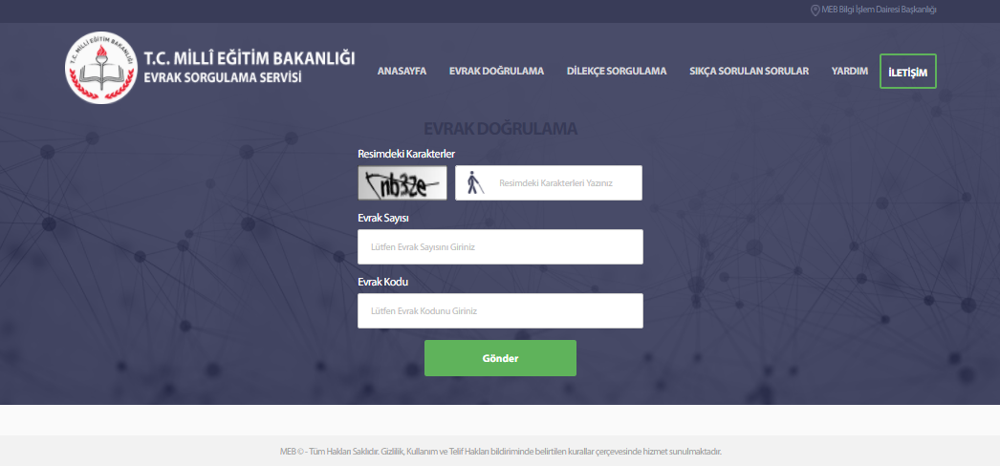 MEB Bilgi İşlem Dairesi Başkanlığı
T.C. MİLLÎ EĞİTİM BAKANLIĞI
T.C. MİLLÎ EĞİTİM BAKANLIĞI
EVRAK SORGULAMA SERVİSİ
ANASAYFA EVRAK DOĞRULAMA DİLEKÇE SORGULAMA SIKÇA SORULAN SORULAR YARDIM İLETİŞİM
EVRAK DOĞRULAMA
Resimdeki Karakterler
nb3ze Resimdeki Karakterleri Yazınız
Evrak Sayısı
Lütfen Evrak Sayısını Giriniz
Evrak Kodu
Lütfen Evrak Kodunu Giriniz
Gönder
MEB © - Tüm Hakları Saklıdır. Gizlilik, Kullanım ve Telif Hakları bildiriminde belirtilen kurallar çerçevesinde hizmet sunulmaktadır.